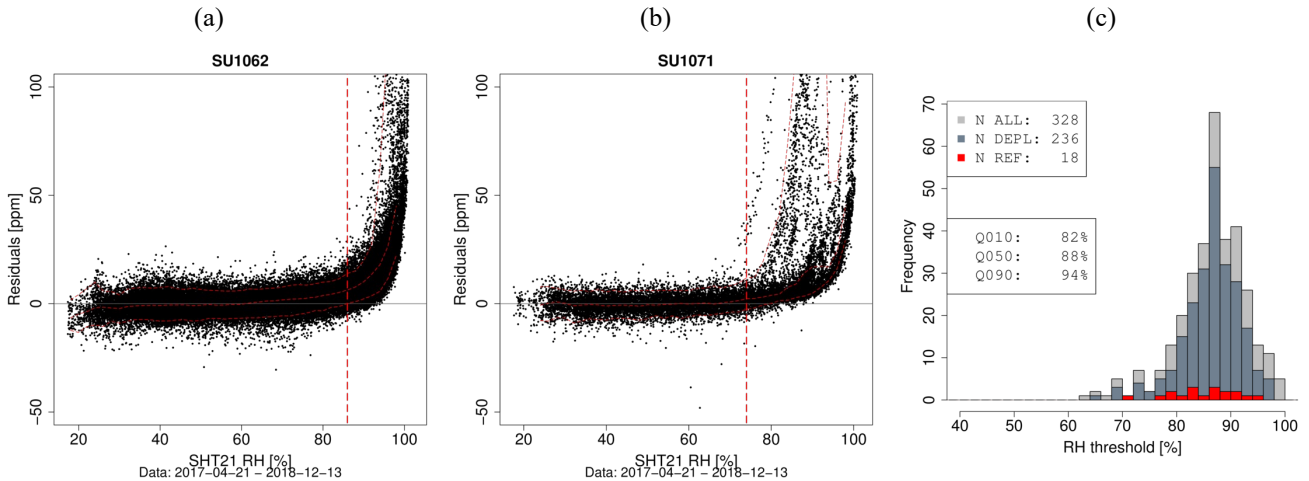 (a)
SU1062
Residuals [ppm]
100
50
0
−50
20 40 60 80 100
SHT21 RH [%]
Data: 2017−04−21 − 2018−12−13
(b)
SU1071
Residuals [ppm]
100
50
0
−50
20 40 60 80 100
SHT21 RH [%]
Data: 2017−04−21 − 2018−12−13
(c)
N ALL: 328
N DEPL: 236
N REF: 18
Q010: 82%
Q050: 88%
Q090: 94%
Frequency
70
60
50
40
30
20
10
0
40 50 60 70 80 90 100
RH threshold [%]